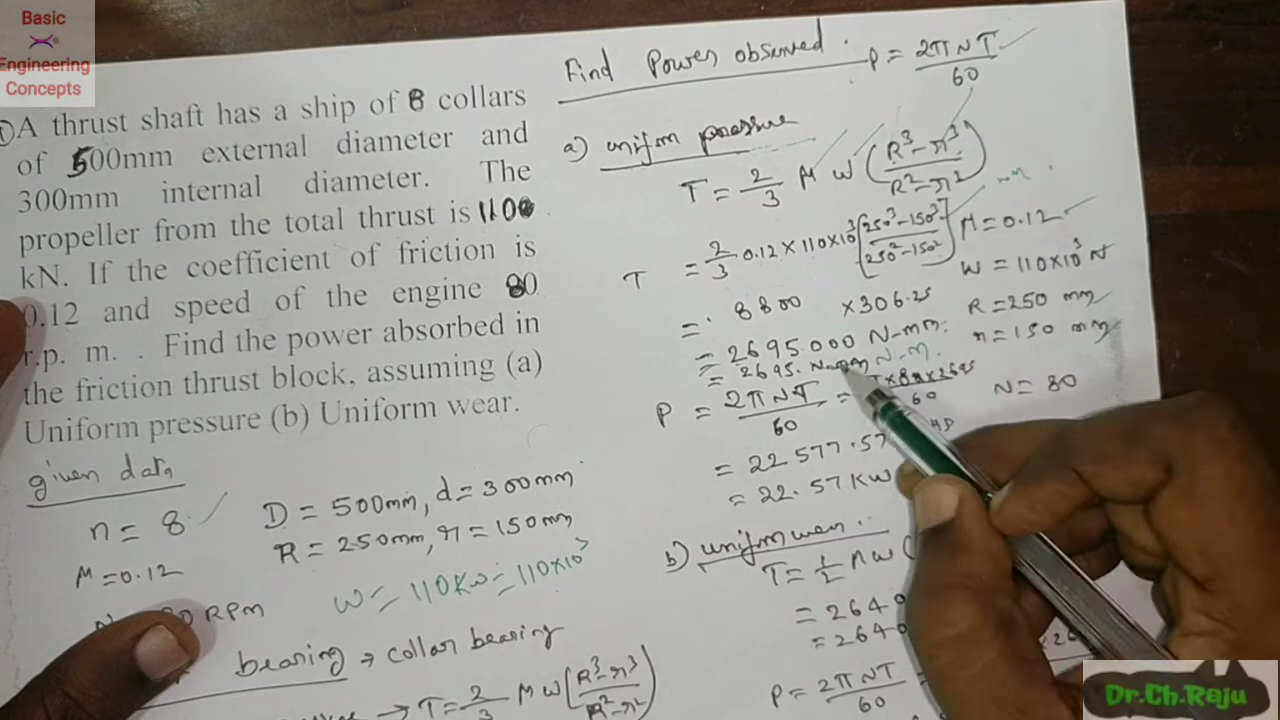 Basic
Engineering
Concepts
1)A thrust shaft has a ship of 8 collars
of 500mm external diameter and
300mm internal diameter. The
propeller from the total thrust is 1100
kN. If the coefficient of friction is
0.12 and speed of the engine 80
r.p. m. . Find the power absorbed in
the friction thrust block, assuming (a)
Uniform pressure (b) Uniform wear.
given data
n = 8
D = 500mm, d = 300mm
R = 250mm, r = 150mm
M = 0.12
W = 110KW = 110×10³
RPM
bearing → collar bearing
→ T = 2/3 M W (R³-r³/R²-r²)
Find Power observed. P = 2πNT/60
a) uniform pressure
T = 2/3 M W (R³-r³/R²-r²)
T = 2/3 0.12 × 110×10³ [250³-150³/250²-150²]
M = 0.12
W = 110×10³ N
= 8800 × 306.25
R = 250 mm
= 2695000 N-mm.
r = 150 mm
= 2695. N-m.
P = 2πNT/60 = ×80×2695/60
N = 80
= 22577.57
= 22.57 KW
b) uniform wear..
T = 1/2 M W (
= 2640
= 2640
P = 2πNT/60 =
Dr.Ch.Raju